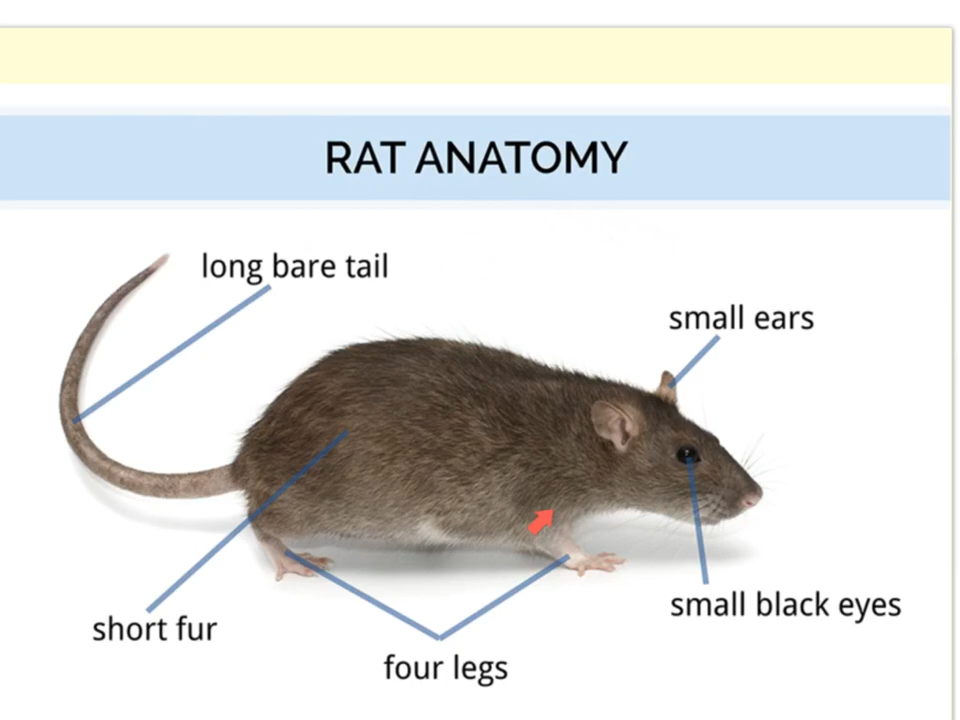 RAT ANATOMY
long bare tail
small ears
small black eyes
short fur
four legs